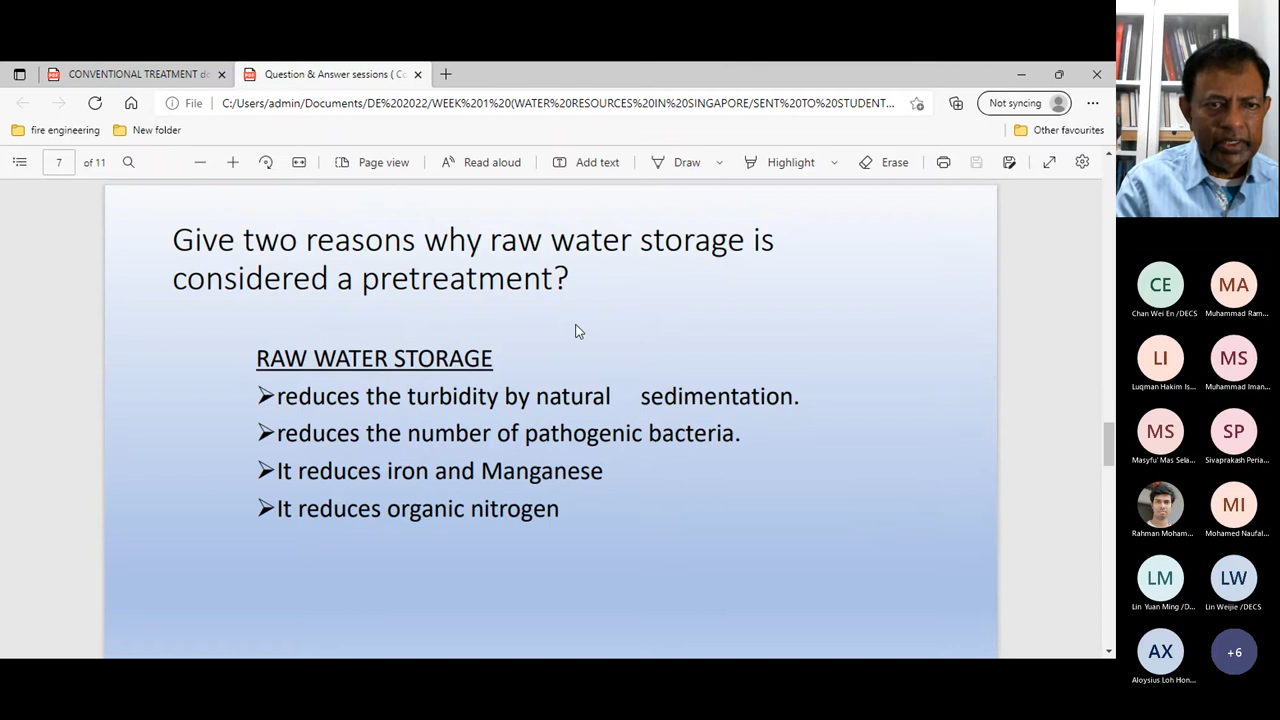 CONVENTIONAL TREATMENT do
Question & Answer sessions ( Co
File
C:/Users/admin/Documents/DE%202022/WEEK%201%20(WATER%20RESOURCES%20IN%20SINGAPORE/SENT%20TO%20STUDENT...
Not syncing
fire engineering
New folder
Other favourites
7 of 11
Page view
Read aloud
Add text
Draw
Highlight
Erase
Give two reasons why raw water storage is
considered a pretreatment?
RAW WATER STORAGE
reduces the turbidity by natural sedimentation.
reduces the number of pathogenic bacteria.
It reduces iron and Manganese
It reduces organic nitrogen
CE MA
Chan Wei En /DECS Muhammad Ram...
LI MS
Luqman Hakim Is... Muhammad Iman...
MS SP
Masyfu' Mas Sela... Sivaprakash Peria...
MI
Rahman Moham... Mohamed Naufal...
LM LW
Lin Yuan Ming /D... Lin Weijie /DECS
AX +6
Aloysius Loh Hon...